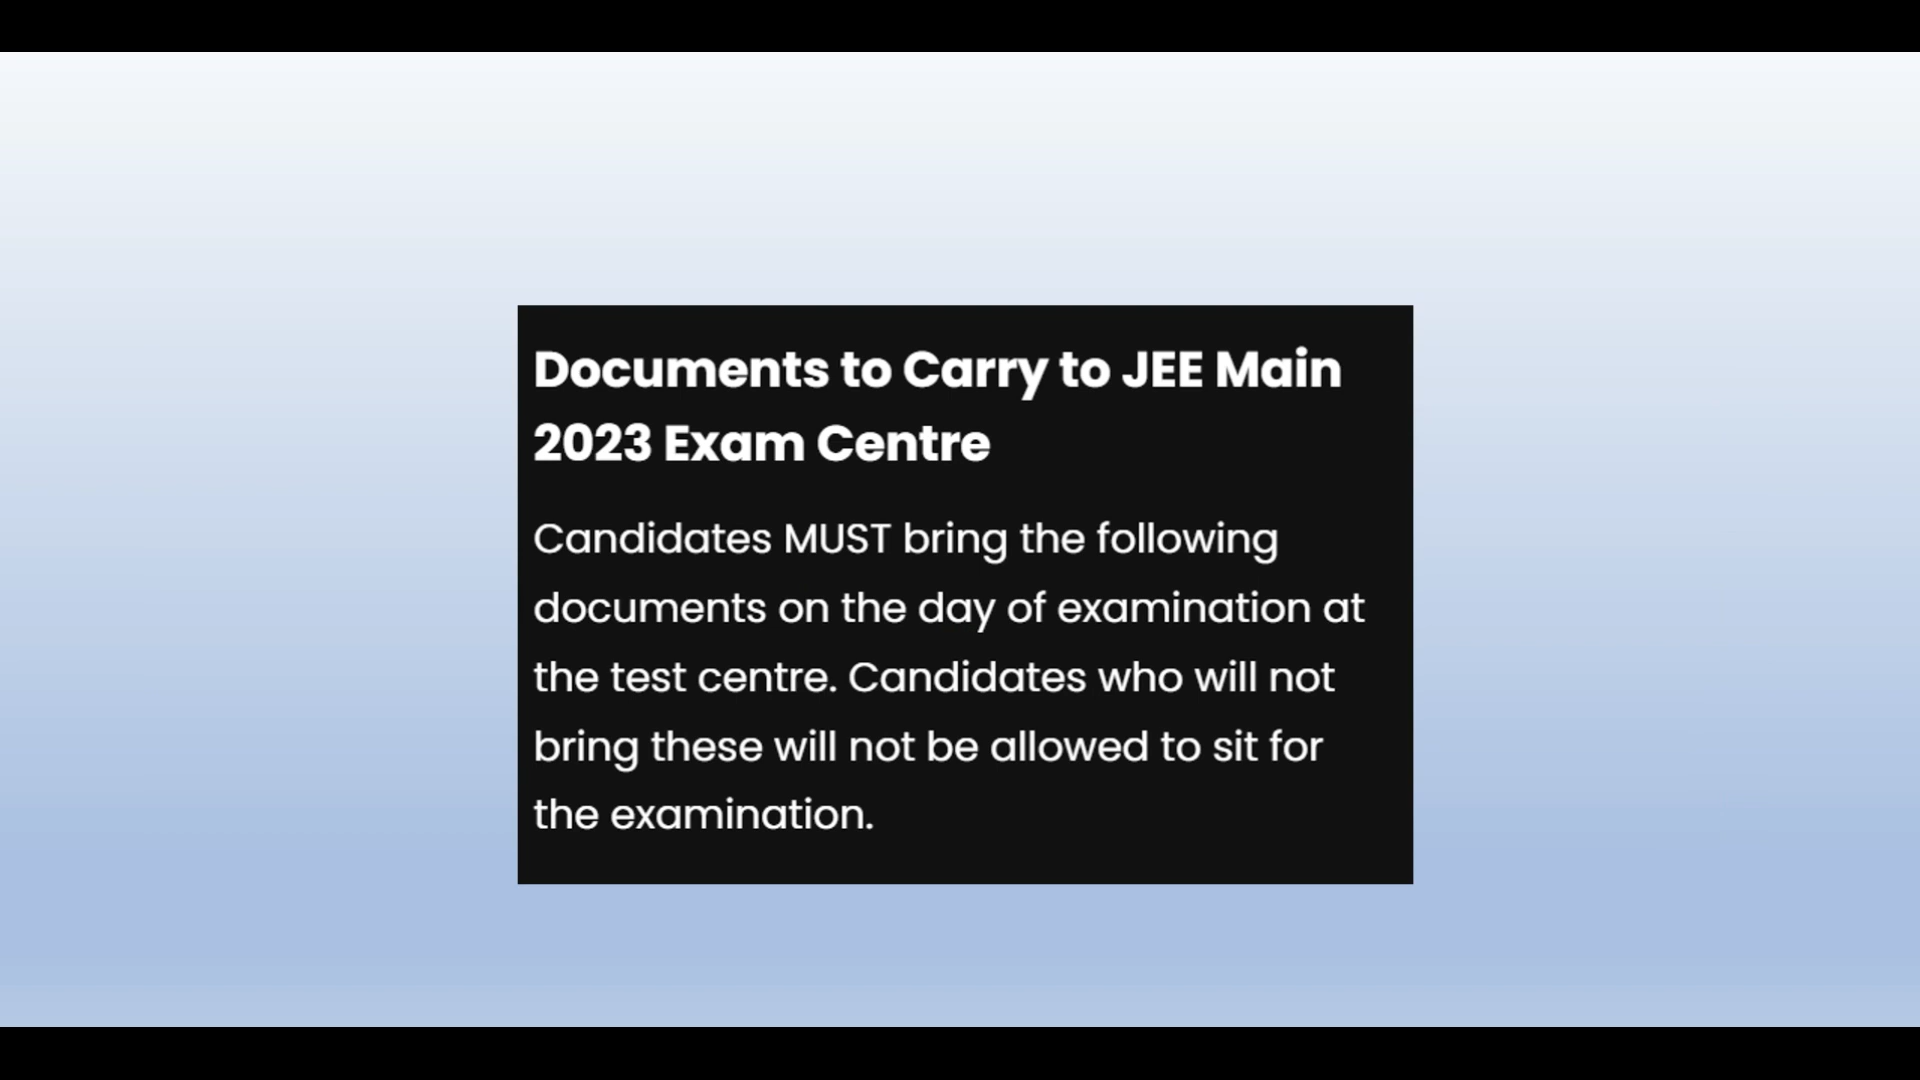 Documents to Carry to JEE Main
2023 Exam Centre
Candidates MUST bring the following
documents on the day of examination at
the test centre. Candidates who will not
bring these will not be allowed to sit for
the examination.